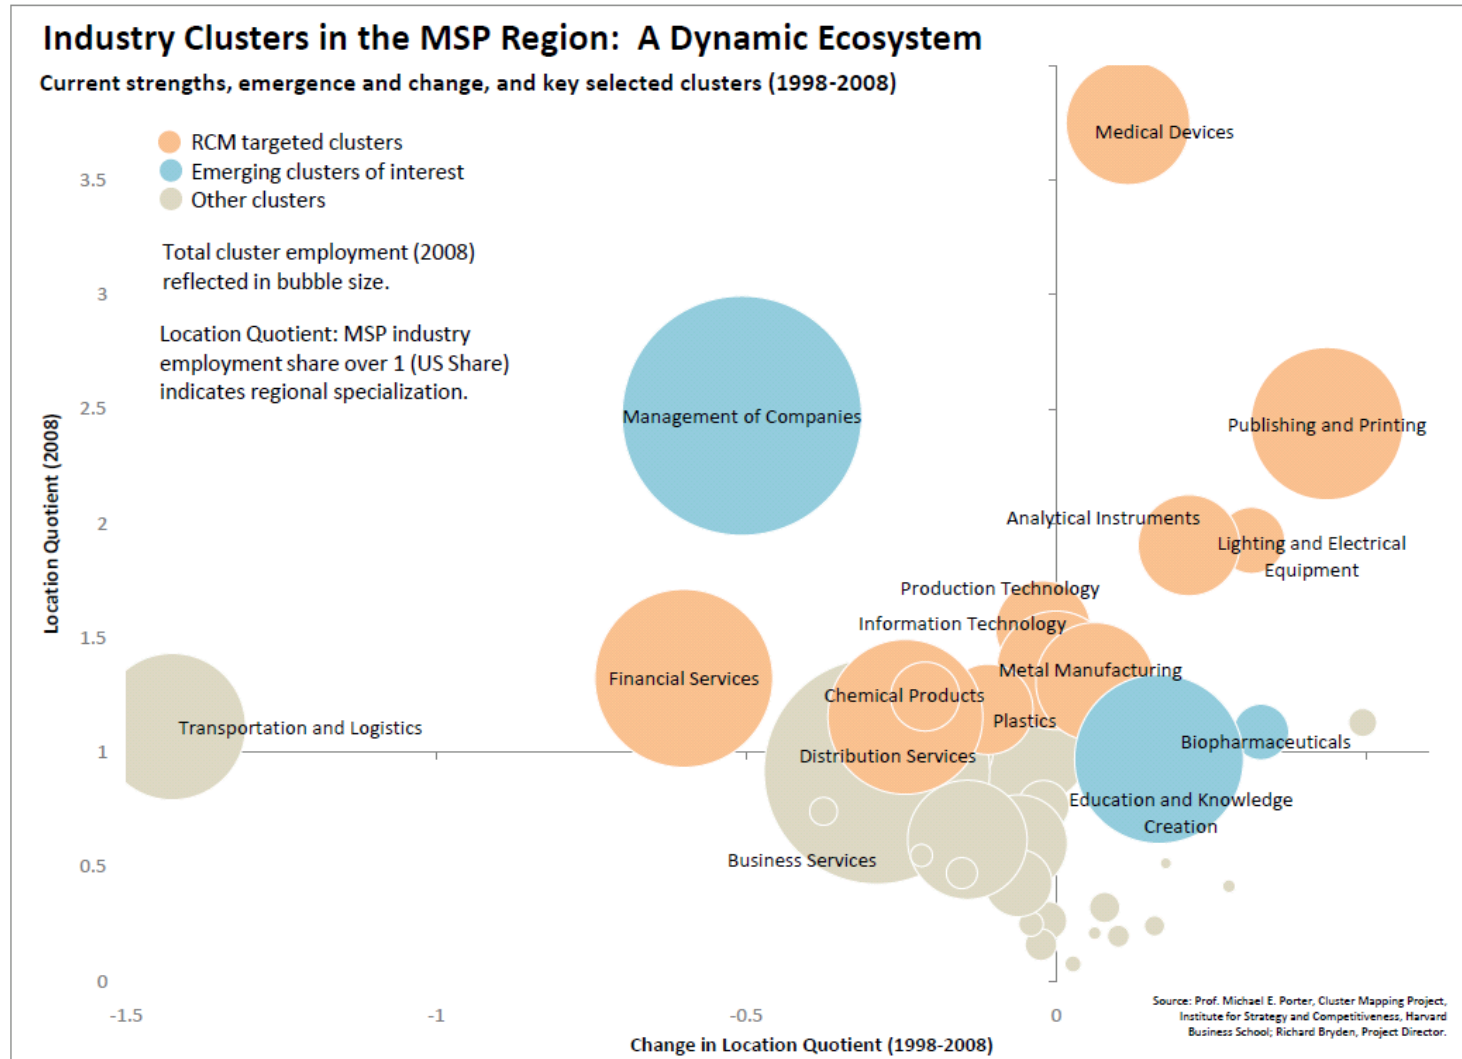 Industry Clusters in the MSP Region:  A Dynamic Ecosystem
Current strengths, emergence and change, and key selected clusters (1998-2008)
RCM targeted clusters
Emerging clusters of interest
Other clusters
Total cluster employment (2008)
reflected in bubble size.
Location Quotient: MSP industry
employment share over 1 (US Share)
indicates regional specialization.
Location Quotient (2008)
3.5
3
2.5
2
1.5
1
0.5
0
Medical Devices
Management of Companies
Publishing and Printing
Analytical Instruments
Lighting and Electrical
Equipment
Production Technology
Information Technology
Metal Manufacturing
Financial Services
Chemical Products
Plastics
Transportation and Logistics
Biopharmaceuticals
Distribution Services
Education and Knowledge
Creation
Business Services
-1.5
-1
-0.5
0
Change in Location Quotient (1998-2008)
Source: Prof. Michael E. Porter, Cluster Mapping Project,
Institute for Strategy and Competitiveness, Harvard
Business School; Richard Bryden, Project Director.